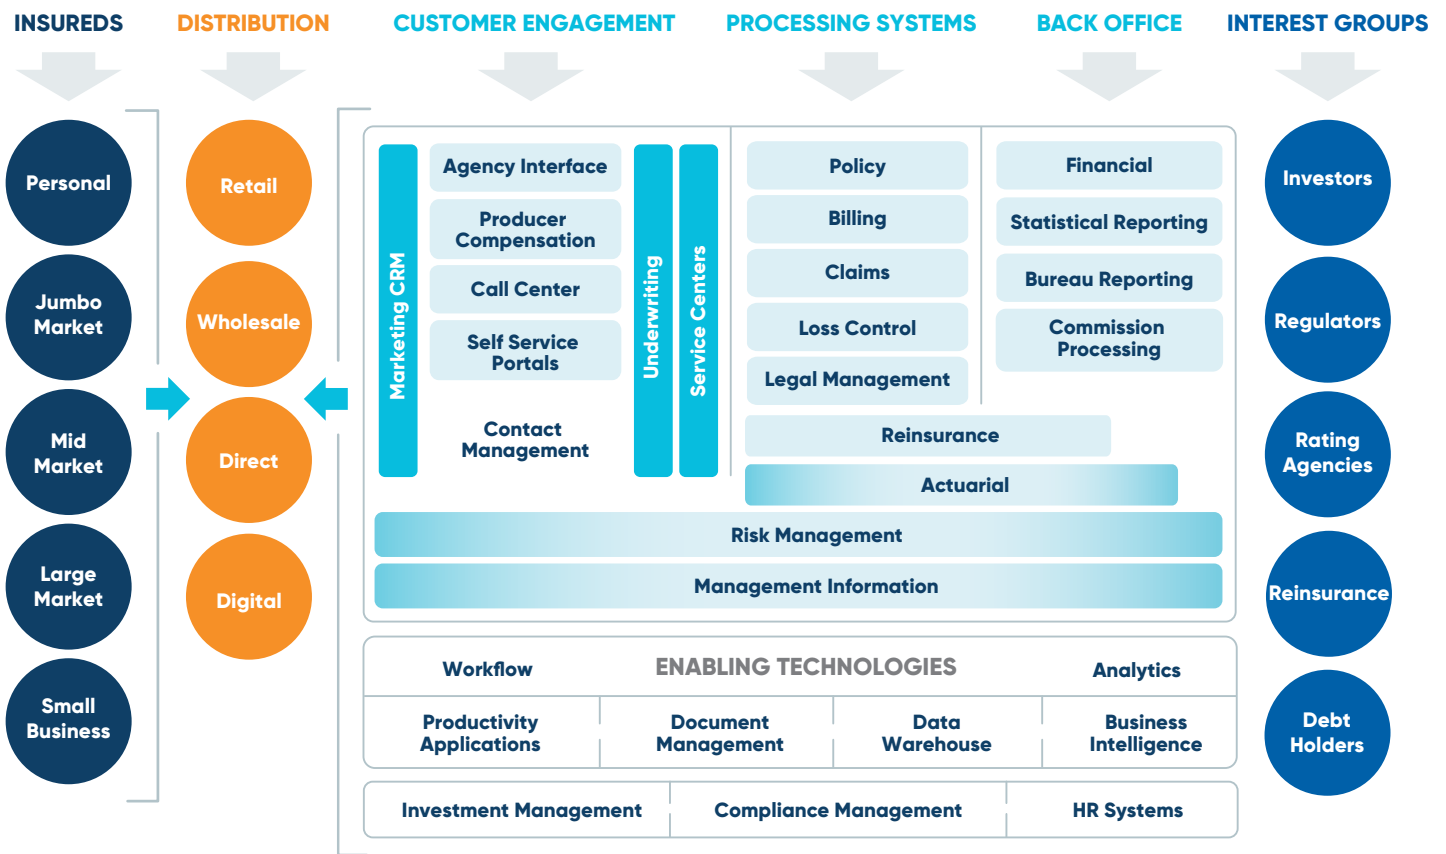 INSUREDS
DISTRIBUTION
CUSTOMER ENGAGEMENT
PROCESSING SYSTEMS
BACK OFFICE
INTEREST GROUPS
Personal
Jumbo
Market
Mid
Market
Large
Market
Small
Business
Retail
Wholesale
Direct
Digital
Marketing CRM
Agency Interface
Producer
Compensation
Call Center
Self Service
Portals
Contact
Management
Underwriting
Service Centers
Policy
Billing
Claims
Loss Control
Legal Management
Financial
Statistical Reporting
Bureau Reporting
Commission
Processing
Reinsurance
Actuarial
Risk Management
Management Information
Workflow
ENABLING TECHNOLOGIES
Analytics
Productivity
Applications
Document
Management
Data
Warehouse
Business
Intelligence
Investment Management
Compliance Management
HR Systems
Investors
Regulators
Rating
Agencies
Reinsurance
Debt
Holders